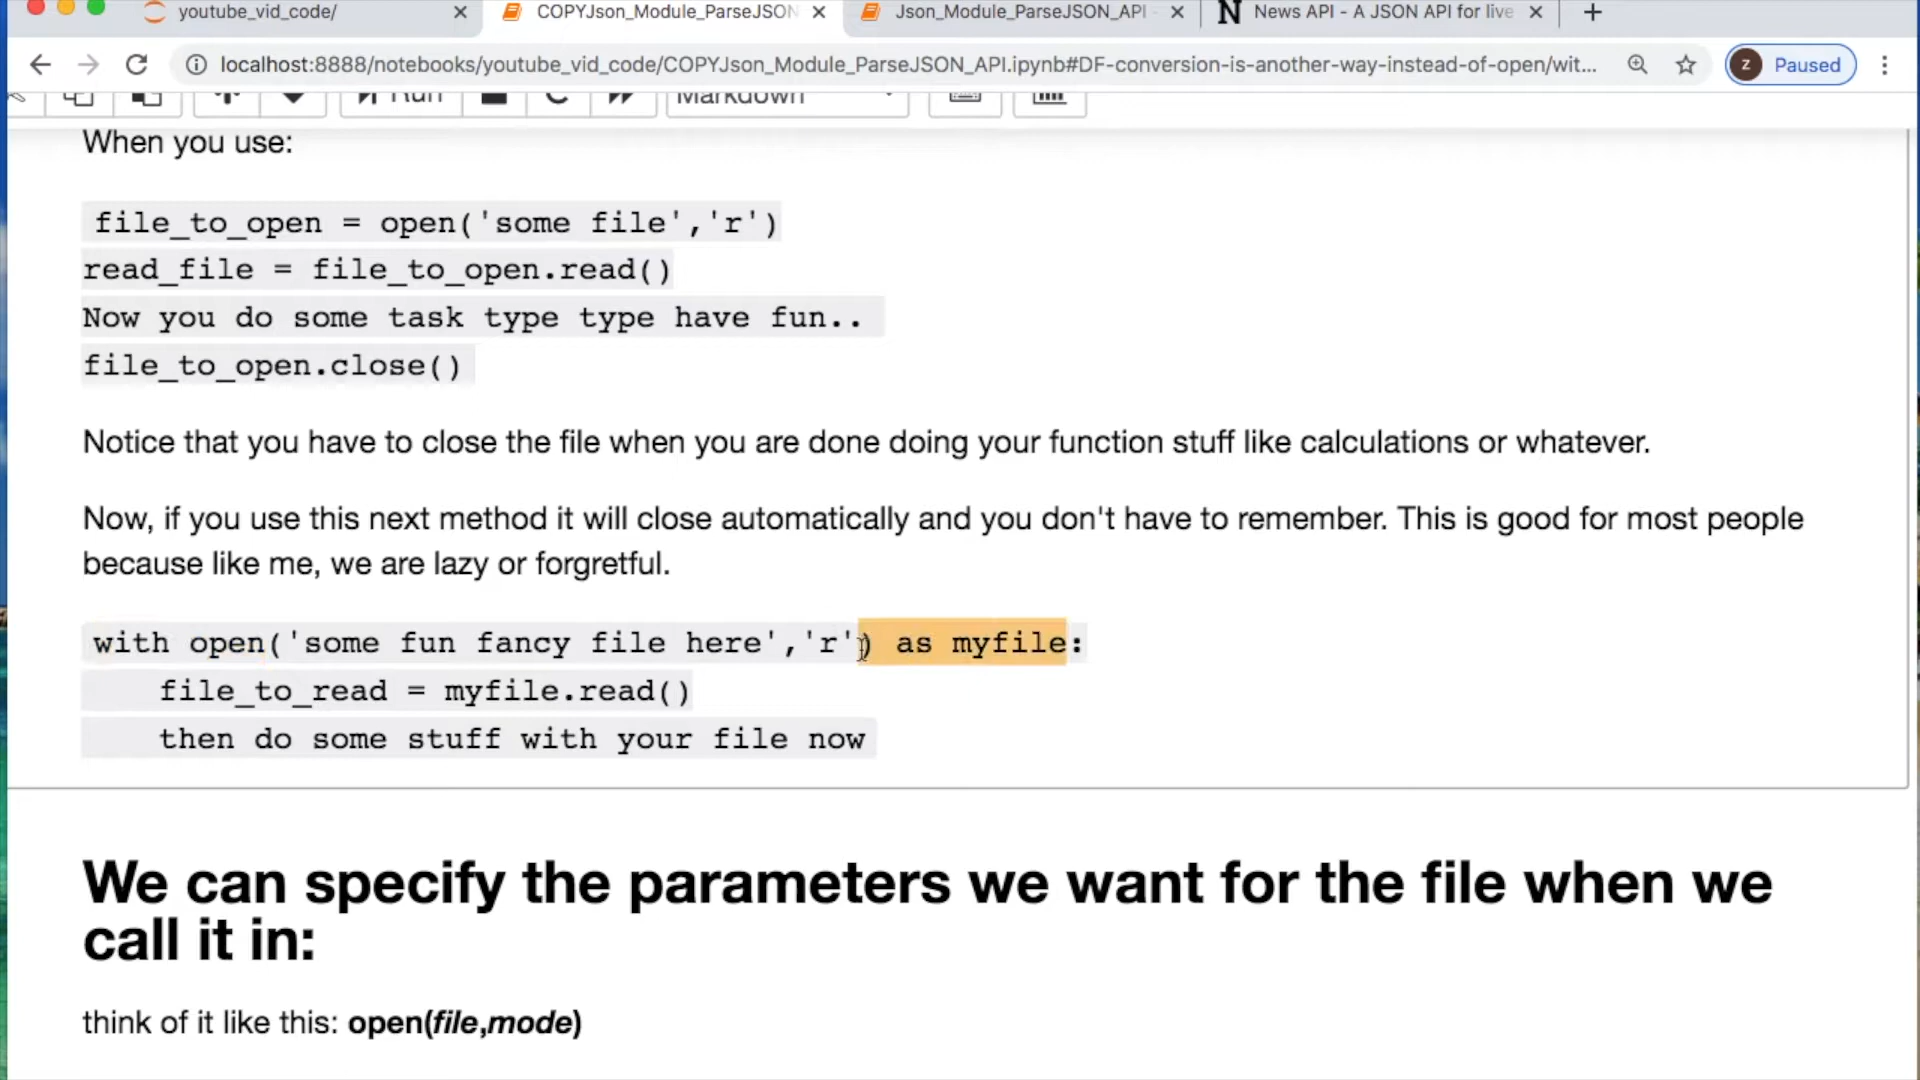 youtube_vid_code/
COPYJson_Module_ParseJSON
Json_Module_ParseJSON_API
News API - A JSON API for live
localhost:8888/notebooks/youtube_vid_code/COPYJson_Module_ParseJSON_API.ipynb#DF-conversion-is-another-way-instead-of-open/wit...
z
Paused
Run
Markdown
When you use:
file_to_open = open('some file','r')
read_file = file_to_open.read()
Now you do some task type type have fun..
file_to_open.close()
Notice that you have to close the file when you are done doing your function stuff like calculations or whatever.
Now, if you use this next method it will close automatically and you don't have to remember. This is good for most people
because like me, we are lazy or forgretful.
with open('some fun fancy file here','r') as myfile:
file_to_read = myfile.read()
then do some stuff with your file now
We can specify the parameters we want for the file when we
call it in:
think of it like this: open(file,mode)